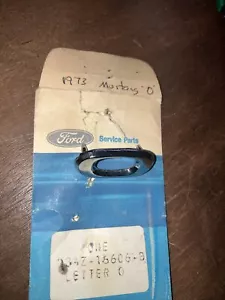 1973 Mustang "O"
Ford
Service Parts
ONE
LETTER O